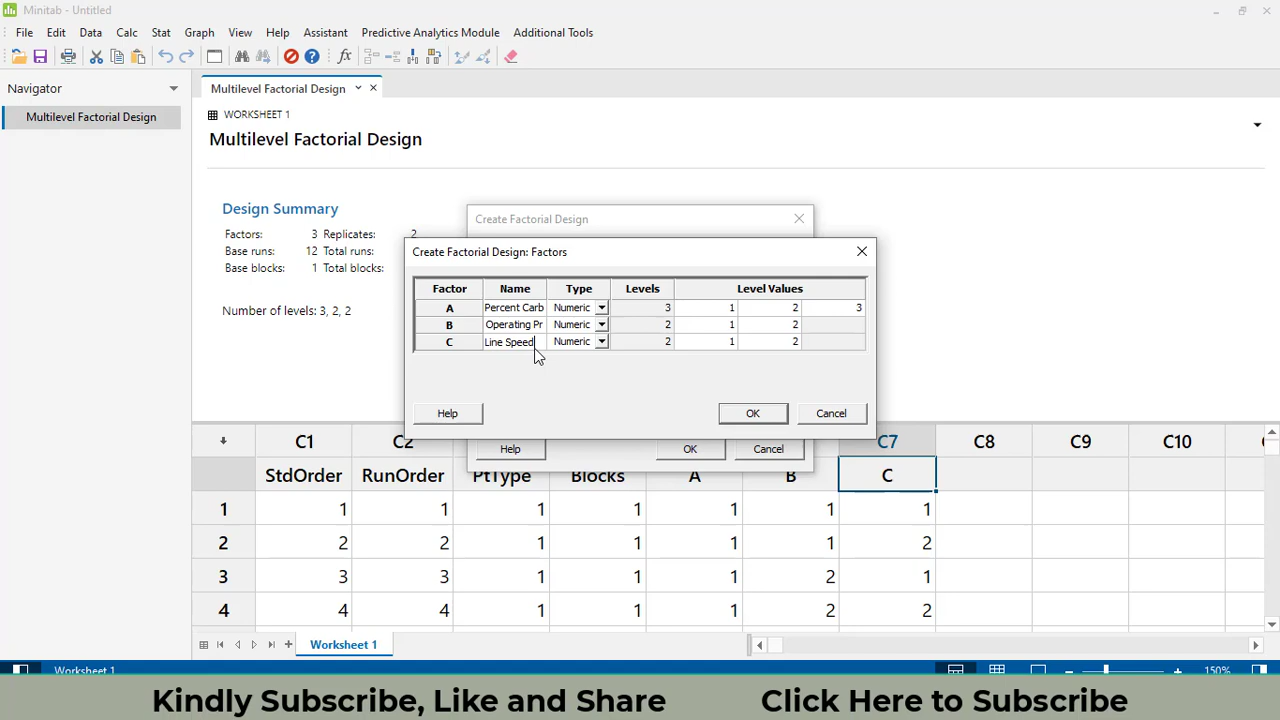 Minitab - Untitled
File Edit Data Calc Stat Graph View Help Assistant Predictive Analytics Module Additional Tools
Navigator
Multilevel Factorial Design
Multilevel Factorial Design
WORKSHEET 1
Multilevel Factorial Design
Design Summary
Factors: 3 Replicates: 2
Base runs: 12 Total runs:
Base blocks: 1 Total blocks:
Number of levels: 3, 2, 2
Create Factorial Design
Create Factorial Design: Factors
Factor Name Type Levels Level Values
A Percent Carb Numeric 3 1 2 3
B Operating Pr Numeric 2 1 2
C Line Speed Numeric 2 1 2
Help OK Cancel
Help OK Cancel
C1 C2 C7 C8 C9 C10
StdOrder RunOrder PtType Blocks A B C
1 1 1 1 1 1 1 1
2 2 2 1 1 1 1 2
3 3 3 1 1 1 2 1
4 4 4 1 1 1 2 2
Worksheet 1
Worksheet 1
150%
Kindly Subscribe, Like and Share Click Here to Subscribe